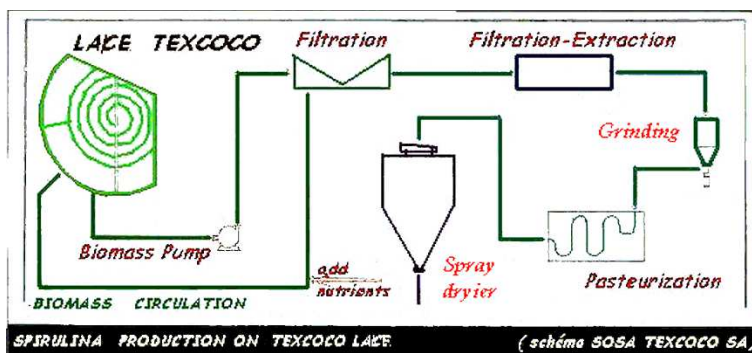 LAKE TEXCOCO
Filtration
Filtration-Extraction
Grinding
Biomass Pump
add
nutrients
Spray
dryier
Pasteurization
BIOMASS CIRCULATION
SPIRULINA PRODUCTION ON TEXCOCO LAKE (schéma SOSA TEXCOCO SA)